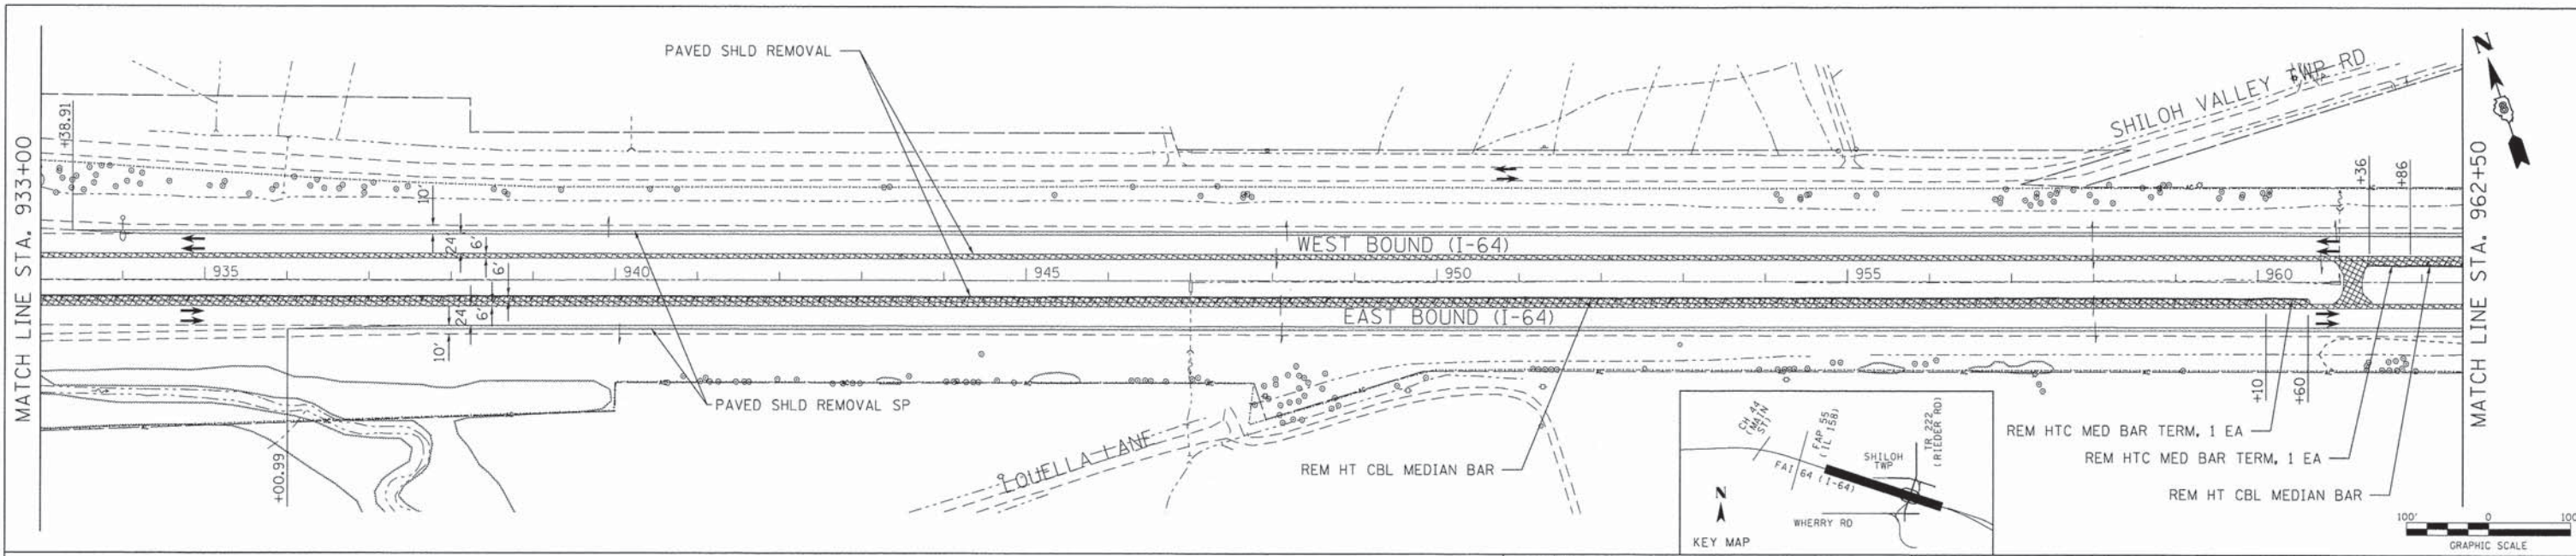 PAVED SHLD REMOVAL
SHILOH VALLEY TWP RD
N
MATCH LINE STA. 933+00
+38.91
10'
24'
6'
WEST BOUND (I-64)
+36
+86
MATCH LINE STA. 962+50
935
940
945
950
955
960
6'
6'
24'
10'
EAST BOUND (I-64)
+10
+60
PAVED SHLD REMOVAL SP
+00.99
LOUELLA LANE
REM HT CBL MEDIAN BAR
REM HTC MED BAR TERM, 1 EA
REM HTC MED BAR TERM, 1 EA
REM HT CBL MEDIAN BAR
CH 44
(MAIN
ST)
FAP 55
(IL 158)
TR 222
(RIEDER RD)
SHILOH
TWP
FAI 64 (I-64)
N
WHERRY RD
KEY MAP
100' 0 100
GRAPHIC SCALE